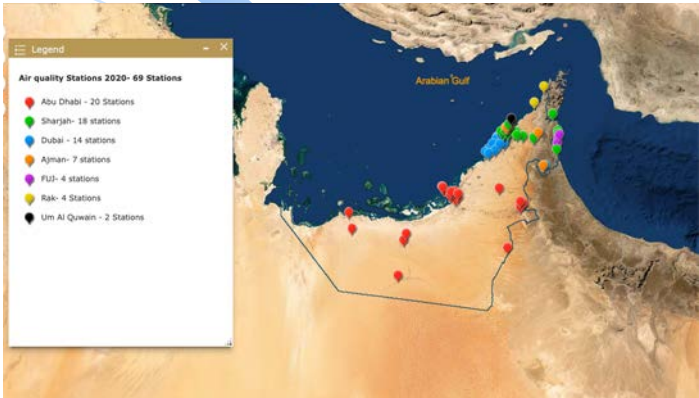 Legend
Air quality Stations 2020- 69 Stations
Abu Dhabi - 20 Stations
Sharjah- 18 stations
Dubai - 14 stations
Ajman- 7 stations
FUJ- 4 stations
Rak- 4 Stations
Um Al Quwain - 2 Stations
Arabian Gulf